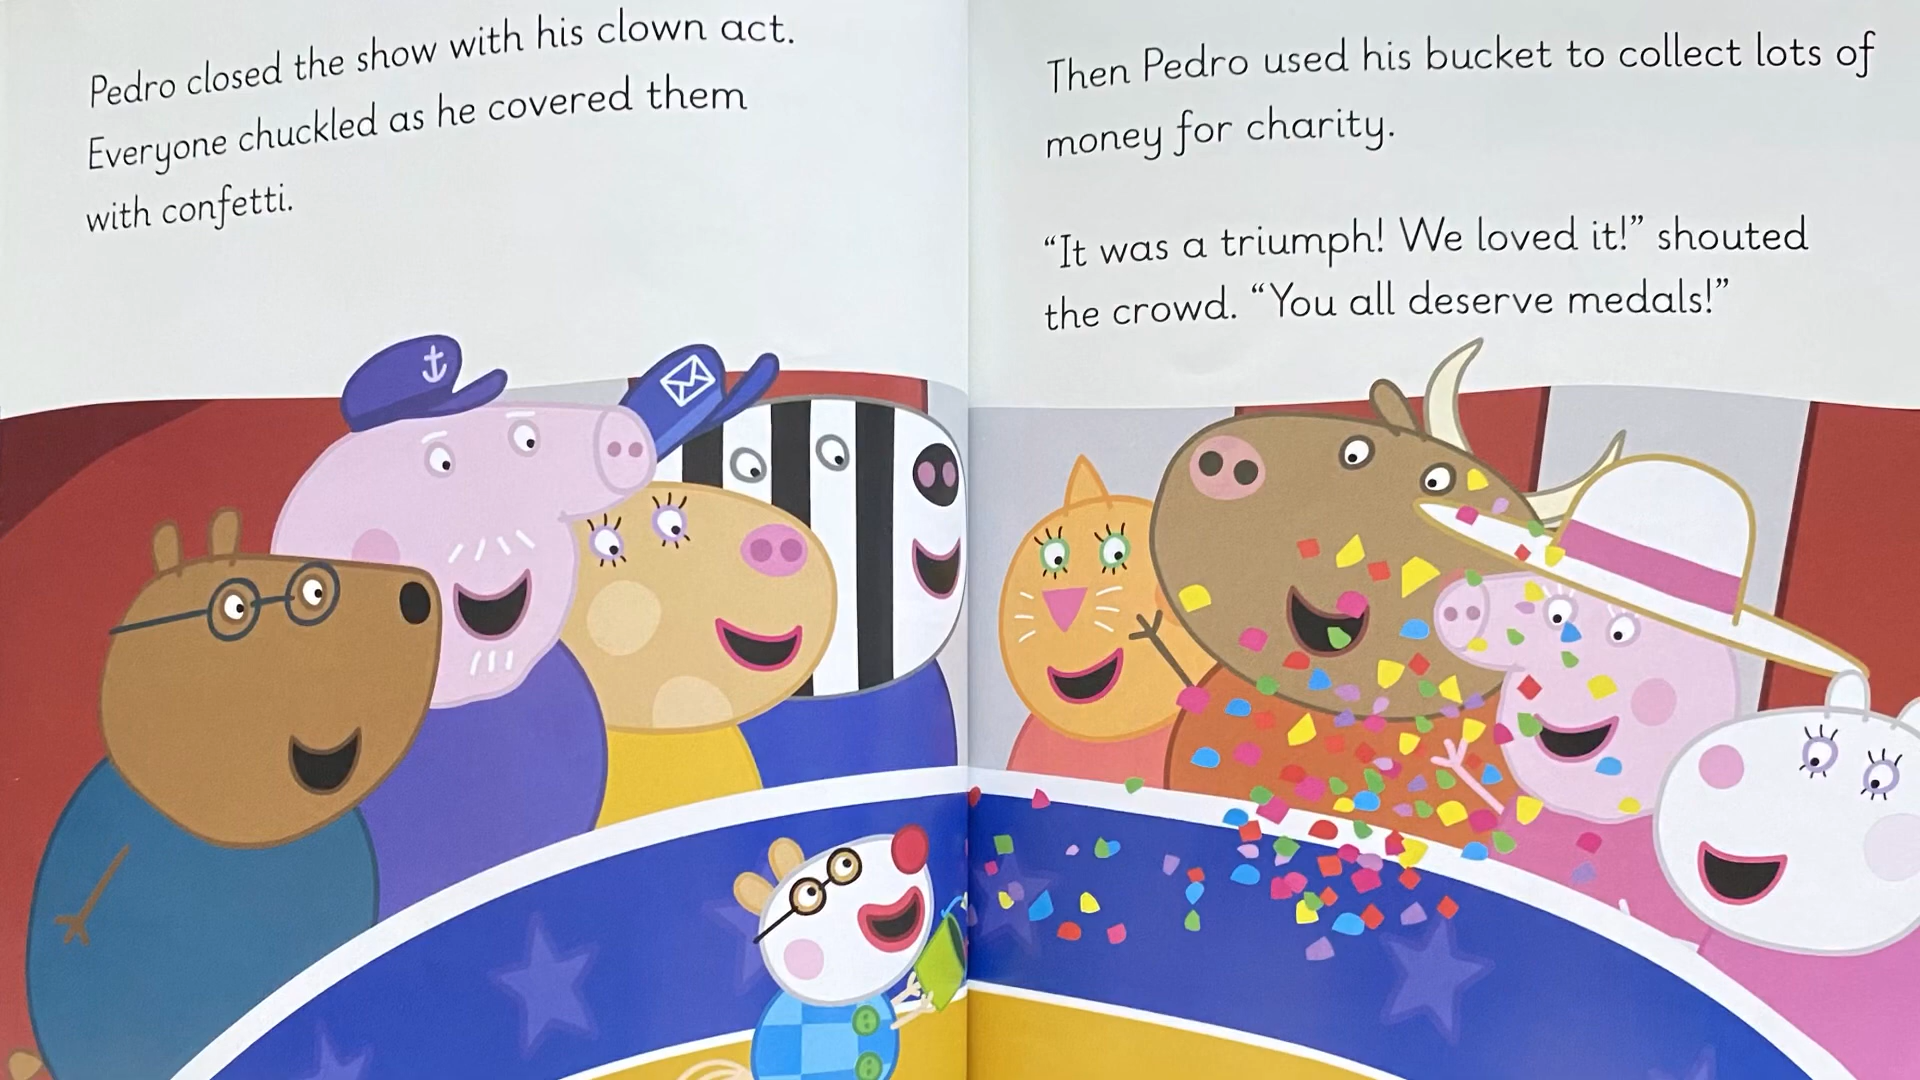 Pedro closed the show with his clown act.
Everyone chuckled as he covered them
with confetti.
Then Pedro used his bucket to collect lots of
money for charity.
“It was a triumph! We loved it!” shouted
the crowd. “You all deserve medals!”